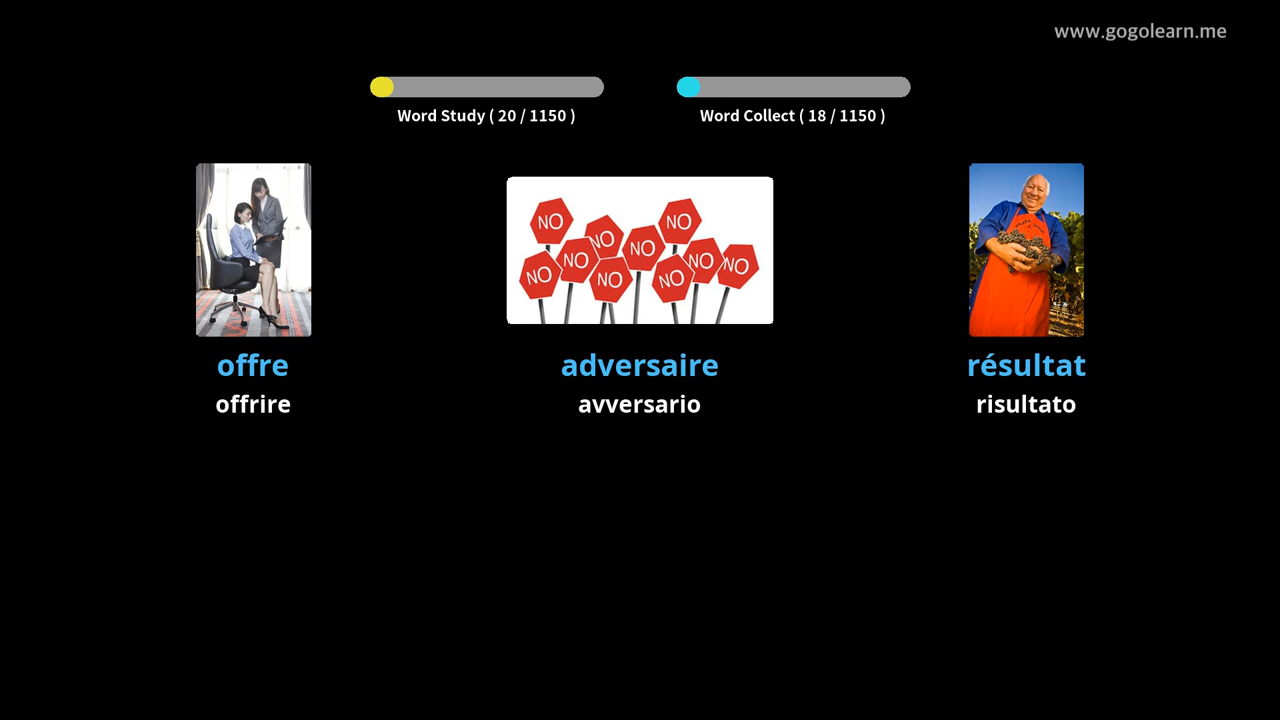 www.gogolearn.me
Word Study ( 20 / 1150 )
Word Collect ( 18 / 1150 )
NO
NO
NO
NO
NO
NO
NO
NO
NO
NO
offre
adversaire
résultat
offrire
avversario
risultato